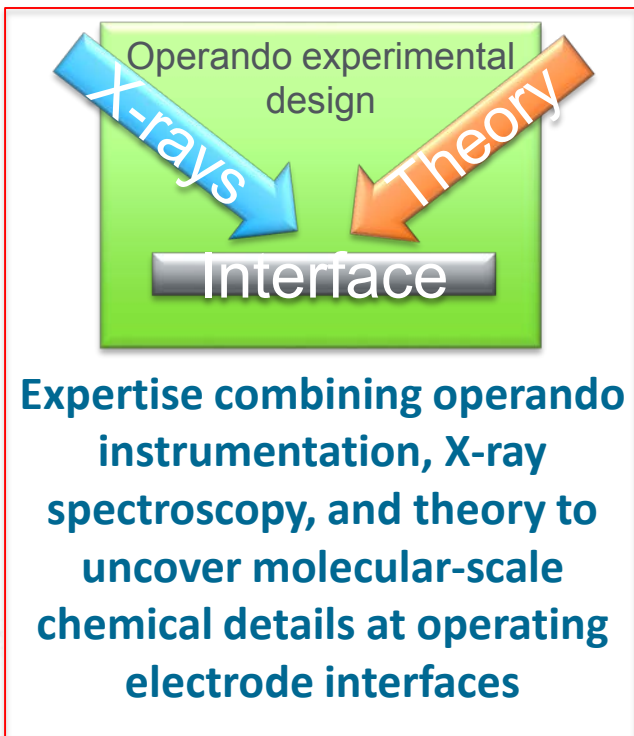 Operando experimental
design
X-rays
Theory
Interface
Expertise combining operando
instrumentation, X-ray
spectroscopy, and theory to
uncover molecular-scale
chemical details at operating
electrode interfaces